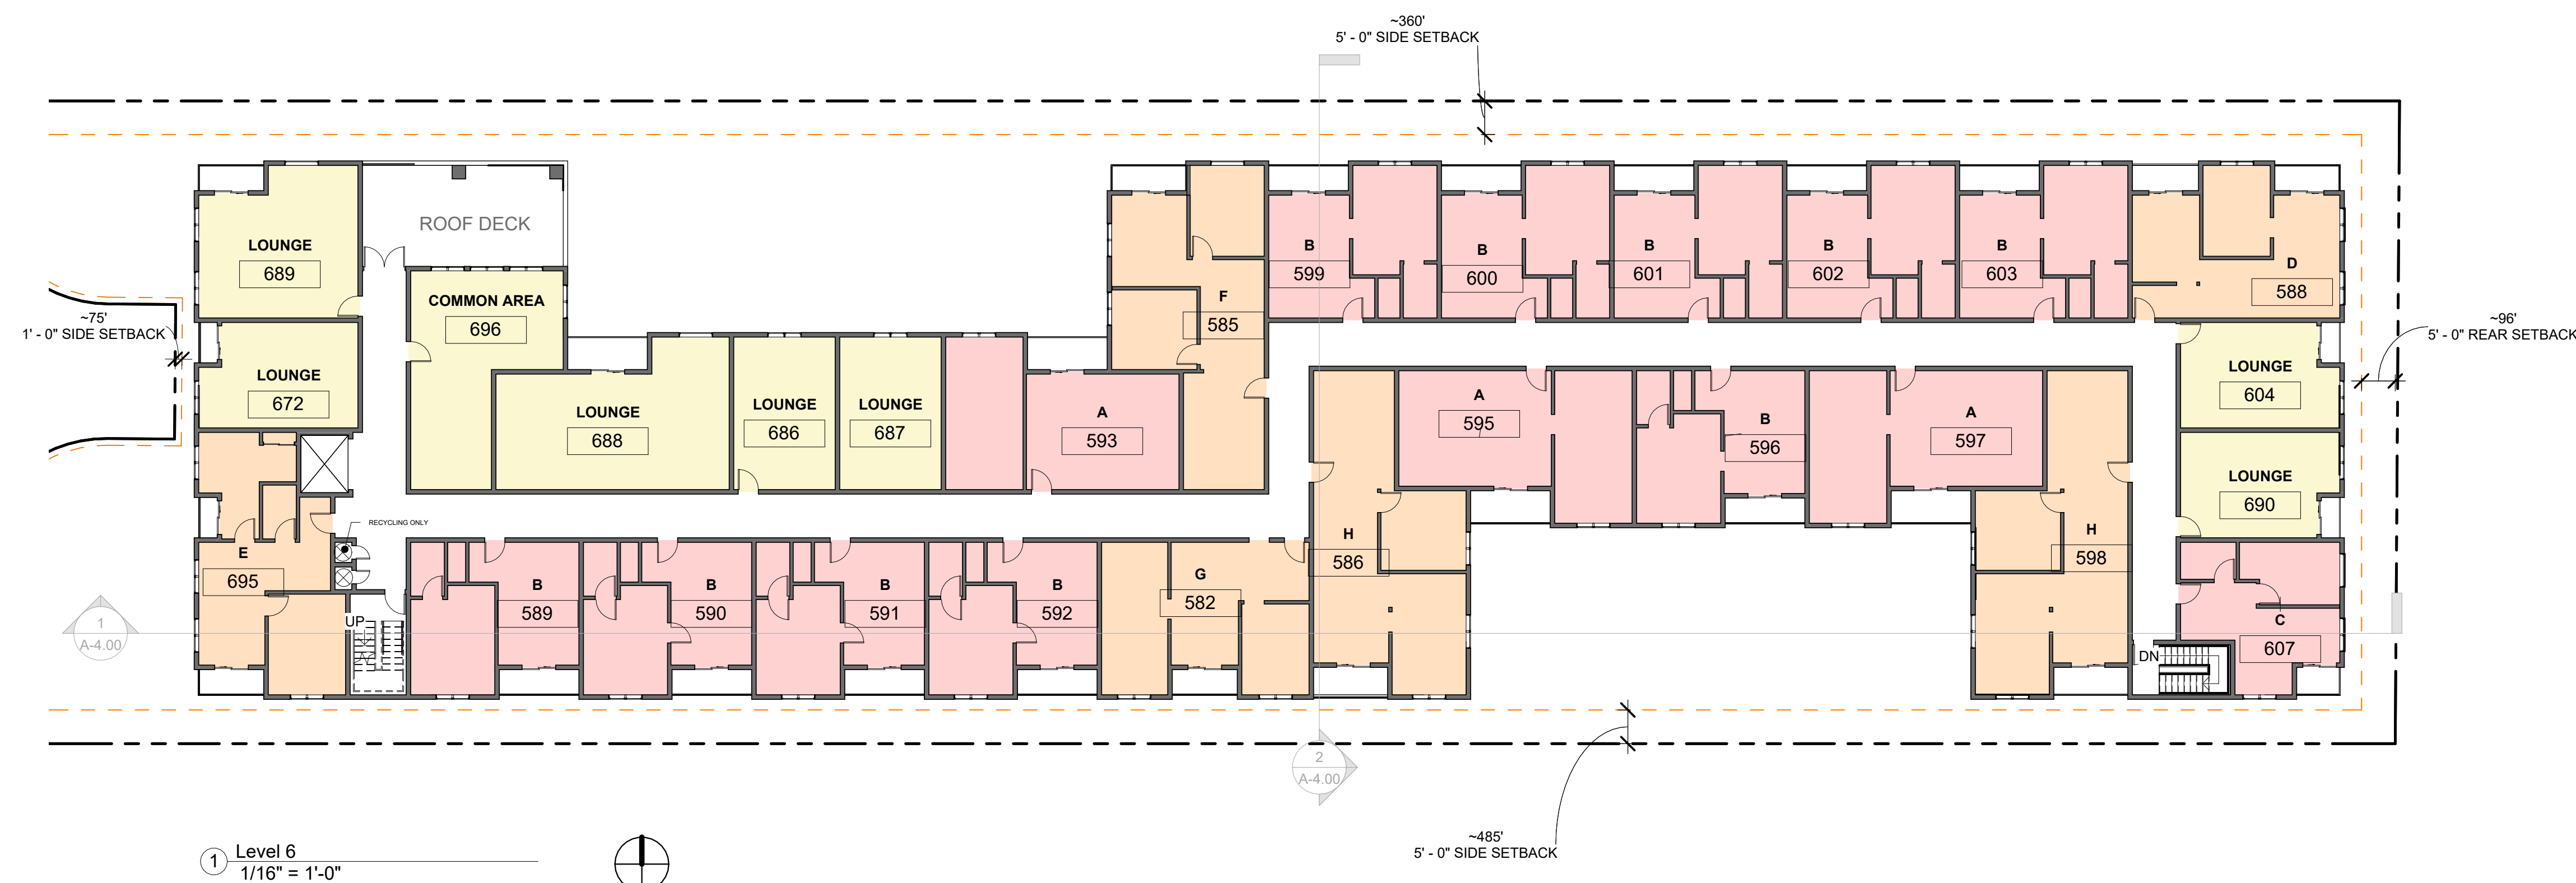 ~360'
5' - 0" SIDE SETBACK
ROOF DECK
LOUNGE
689
COMMON AREA
696
B
599
B
600
B
601
B
602
B
603
D
588
F
585
~75'
1' - 0" SIDE SETBACK
~96'
5' - 0" REAR SETBACK
LOUNGE
672
LOUNGE
688
LOUNGE
686
LOUNGE
687
A
593
A
595
B
596
A
597
LOUNGE
604
LOUNGE
690
RECYCLING ONLY
E
695
H
586
H
598
B
589
B
590
B
591
B
592
G
582
C
607
UP
DN
1
A-4.00
2
A-4.00
~485'
5' - 0" SIDE SETBACK
1
Level 6
1/16" = 1'-0"